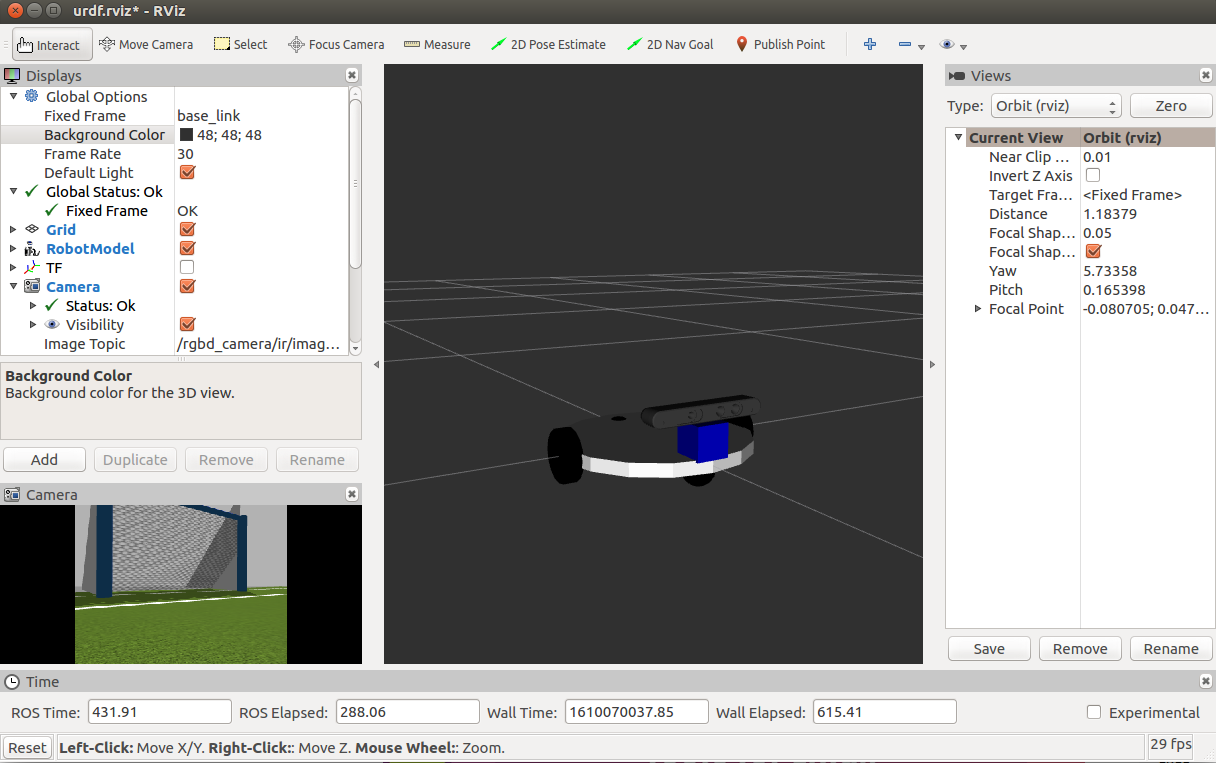 urdf.rviz* - RViz
Interact Move Camera Select Focus Camera Measure 2D Pose Estimate 2D Nav Goal Publish Point
Displays
Global Options
Fixed Frame base_link
Background Color 48; 48; 48
Frame Rate 30
Default Light
Global Status: Ok
Fixed Frame OK
Grid
RobotModel
TF
Camera
Status: Ok
Visibility
Image Topic /rgbd_camera/ir/imag...
Background Color
Background color for the 3D view.
Add Duplicate Remove Rename
Camera
Views
Type: Orbit (rviz) Zero
Current View Orbit (rviz)
Near Clip ... 0.01
Invert Z Axis
Target Fra... <Fixed Frame>
Distance 1.18379
Focal Shap... 0.05
Focal Shap...
Yaw 5.73358
Pitch 0.165398
Focal Point -0.080705; 0.047...
Save Remove Rename
Time
ROS Time: 431.91 ROS Elapsed: 288.06 Wall Time: 1610070037.85 Wall Elapsed: 615.41 Experimental
Reset Left-Click: Move X/Y. Right-Click:: Move Z. Mouse Wheel:: Zoom. 29 fps